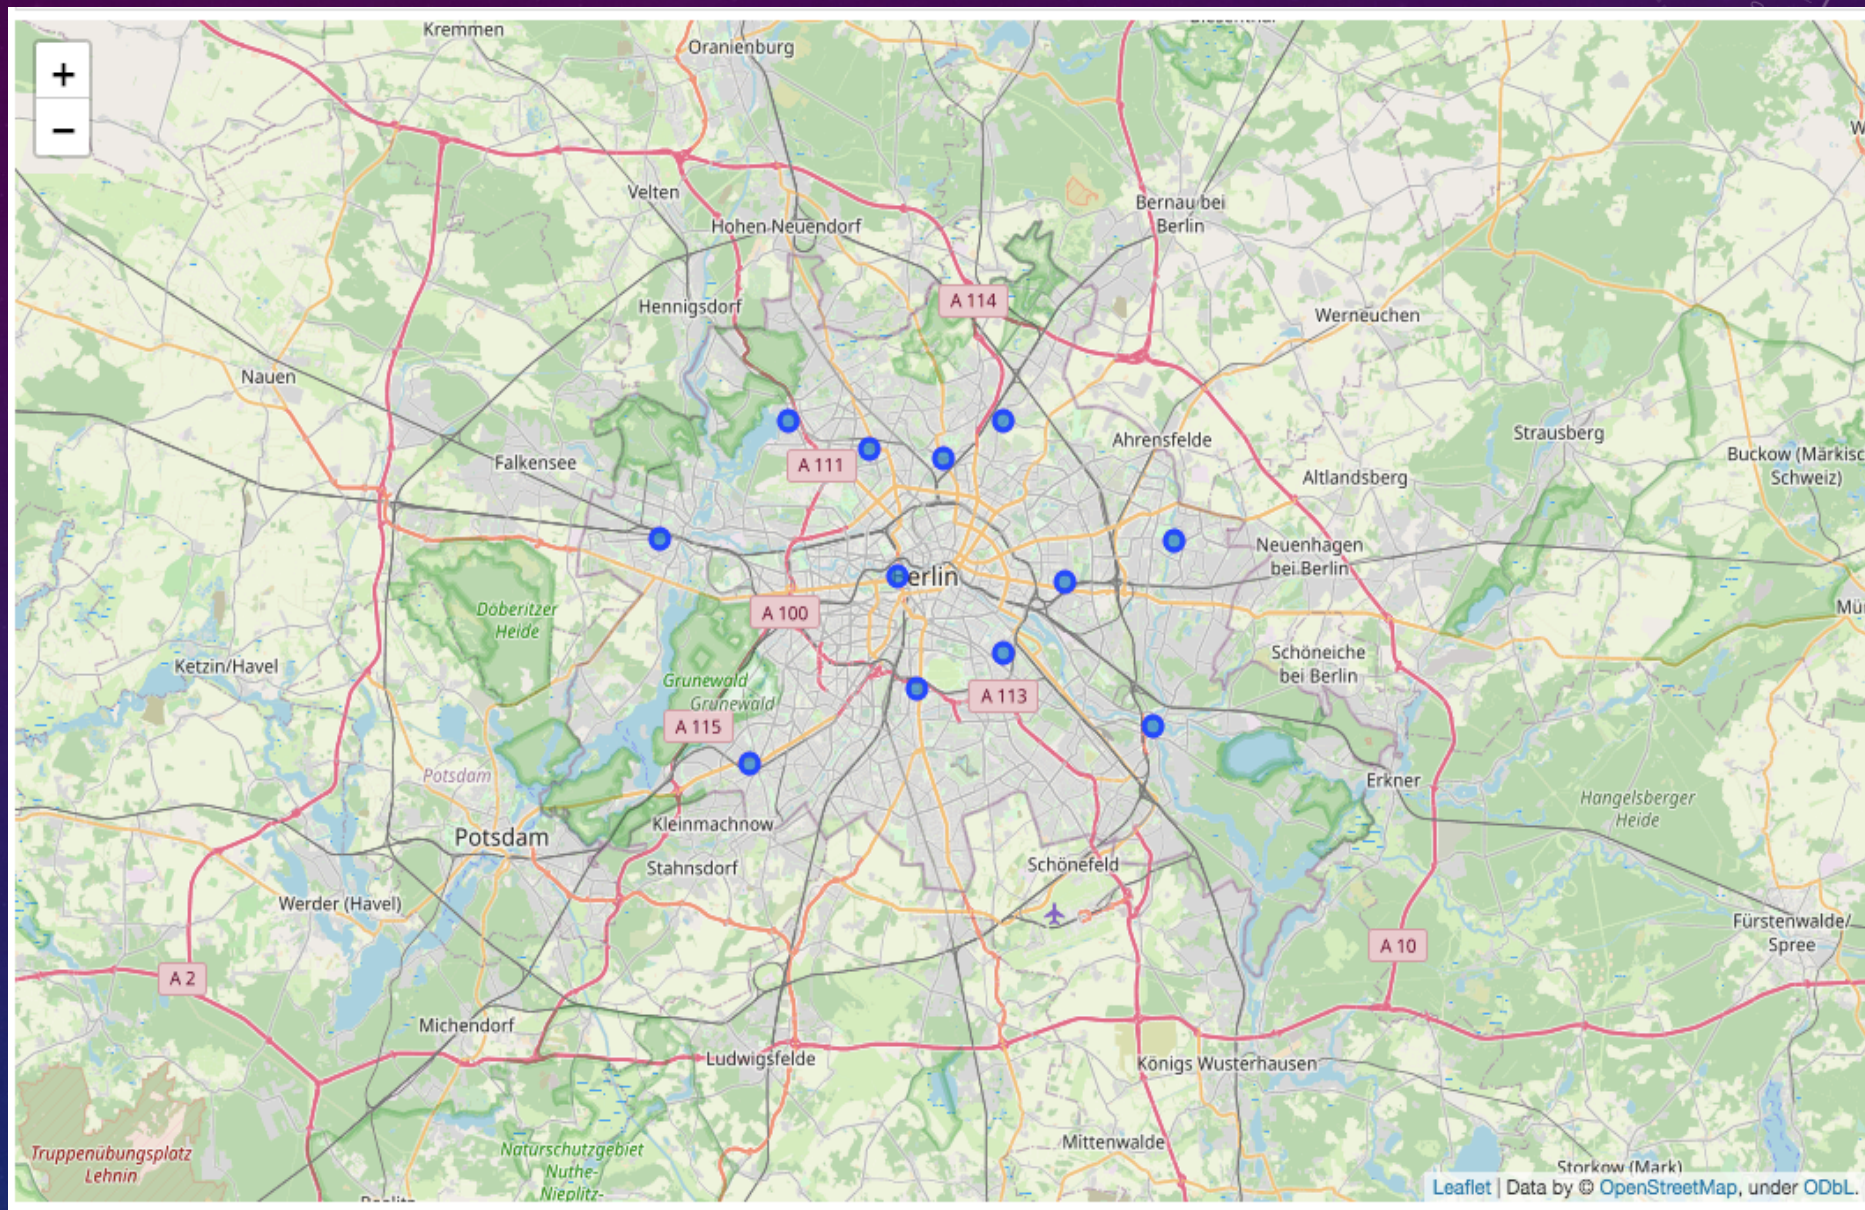 Kremmen
Oranienburg
+
−
Velten
Bernau bei
Berlin
Hohen Neuendorf
A 114
Hennigsdorf
Werneuchen
Nauen
Ahrensfelde
Strausberg
Falkensee
A 111
Buckow (Märkisc
Schweiz)
Altlandsberg
Neuenhagen
bei Berlin
erlin
Döberitzer
Heide
A 100
Mü
Ketzin/Havel
Schöneiche
bei Berlin
Grunewald
Grunewald
A 113
A 115
Potsdam
Erkner
Hangelsberger
Heide
Kleinmachnow
Potsdam
Stahnsdorf
Schönefeld
Werder (Havel)
Fürstenwalde/
Spree
A 10
A 2
Michendorf
Ludwigsfelde
Königs Wusterhausen
Truppenübungsplatz
Lehnin
Naturschutzgebiet
Nuthe-
Nieplitz-
Mittenwalde
Storkow (Mark)
Leaflet | Data by © OpenStreetMap, under ODbL.